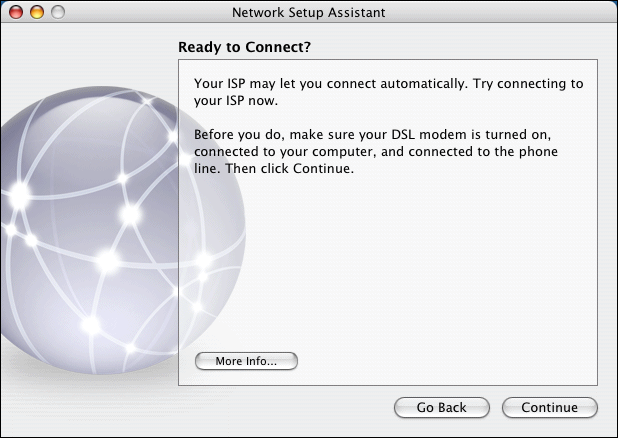 Network Setup Assistant
Ready to Connect?
Your ISP may let you connect automatically. Try connecting to
your ISP now.
Before you do, make sure your DSL modem is turned on,
connected to your computer, and connected to the phone
line. Then click Continue.
More Info...
Go Back
Continue